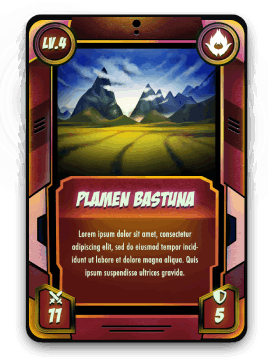 LV.4
PLAMEN BASTUNA
Lorem ipsum dolor sit amet, consectetur
adipiscing elit, sed do eiusmod tempor incid-
idunt ut labore et dolore magna aliqua. Quis
ipsum suspendisse ultrices gravida.
11
5